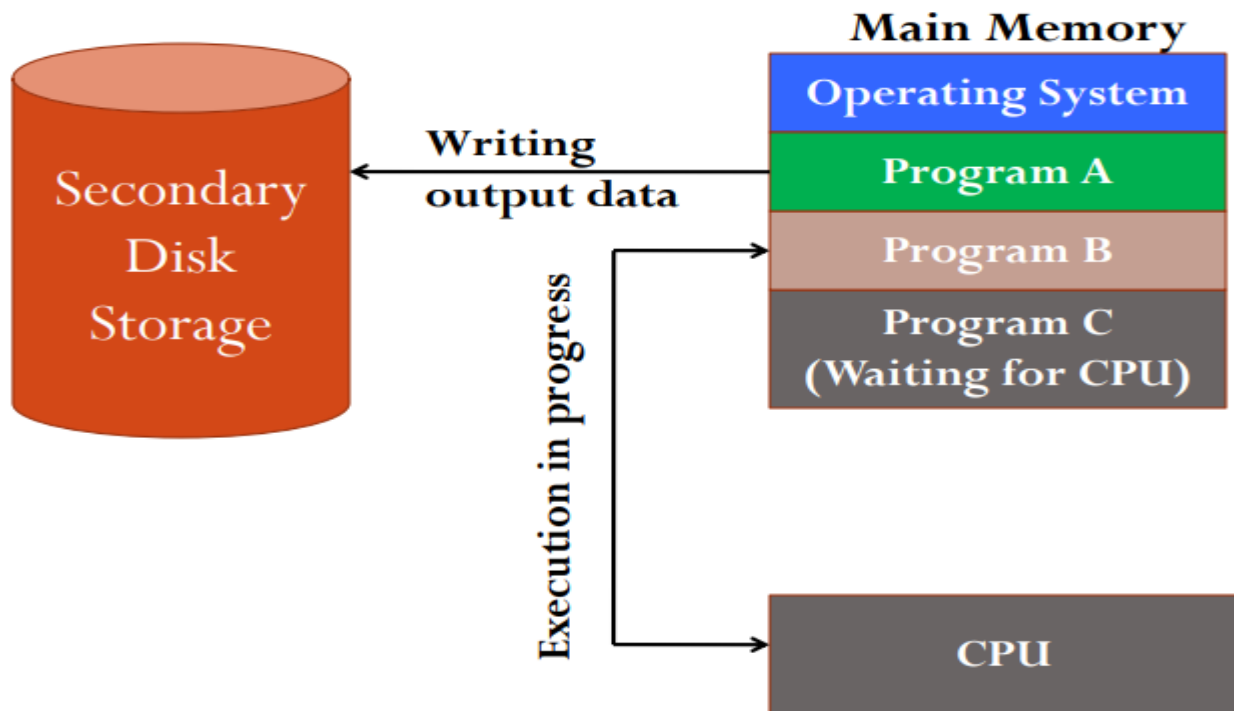 Main Memory
Operating System
Writing
output data
Program A
Secondary
Disk
Storage
Program B
Execution in progress
Program C
(Waiting for CPU)
CPU